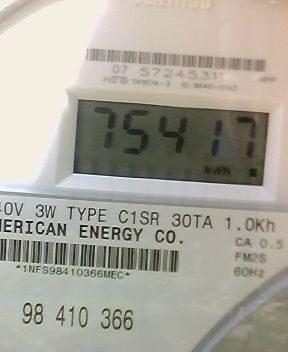 07 5724531
75417
kWh
40V 3W TYPE C1SR 30TA 1.0Kh
MERICAN ENERGY CO.
CA 0.5
*1NFS98410366MEC*
FM2S
60Hz
98 410 366